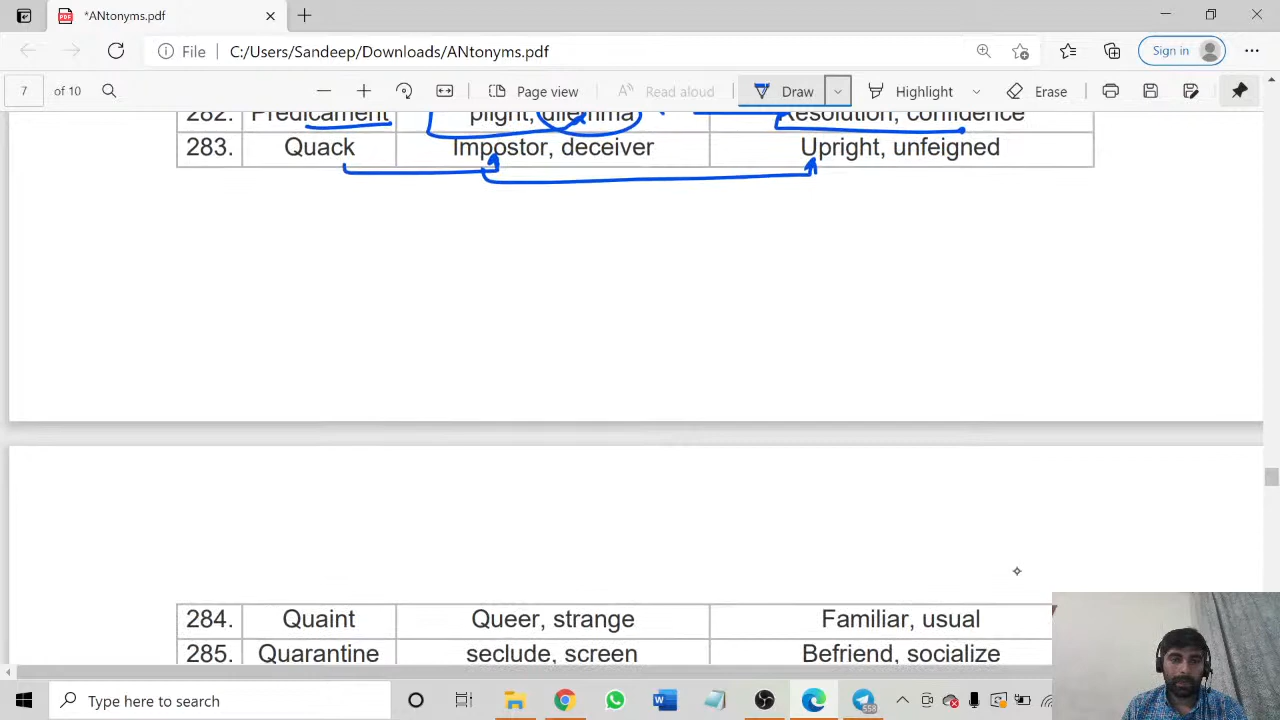 *ANtonyms.pdf
File C:/Users/Sandeep/Downloads/ANtonyms.pdf Sign in
7 of 10 Page view Read aloud Draw Highlight Erase
282. Predicament plight, dilemma Resolution, confidence
283. Quack Impostor, deceiver Upright, unfeigned
284. Quaint Queer, strange Familiar, usual
285. Quarantine seclude, screen Befriend, socialize
Type here to search 558